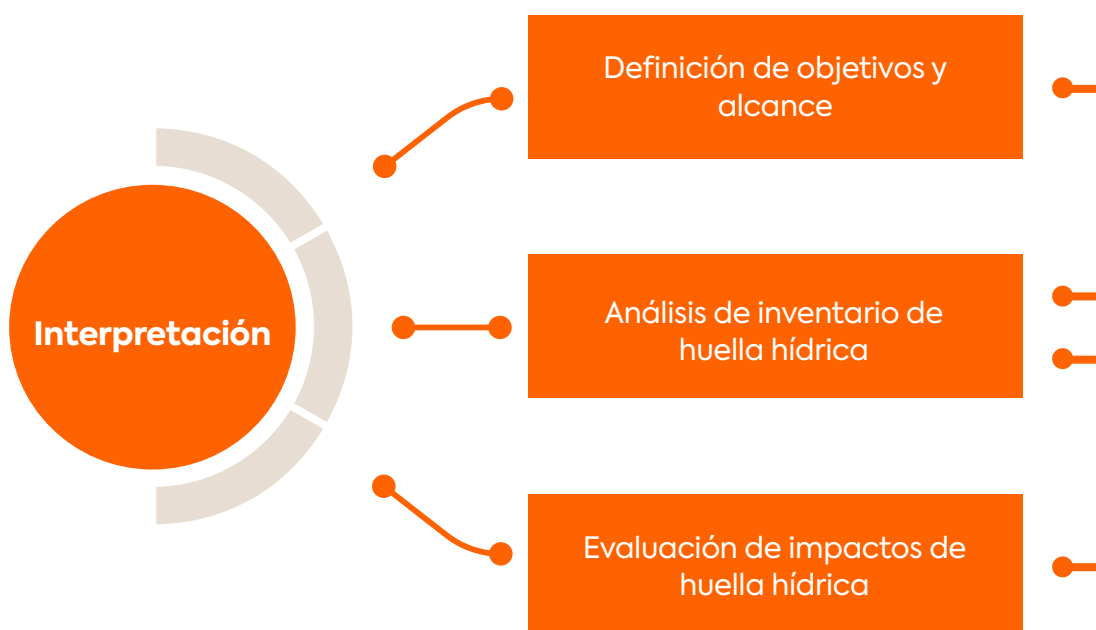 Definición de objetivos y
alcance
Interpretación
Análisis de inventario de
huella hídrica
Evaluación de impactos de
huella hídrica